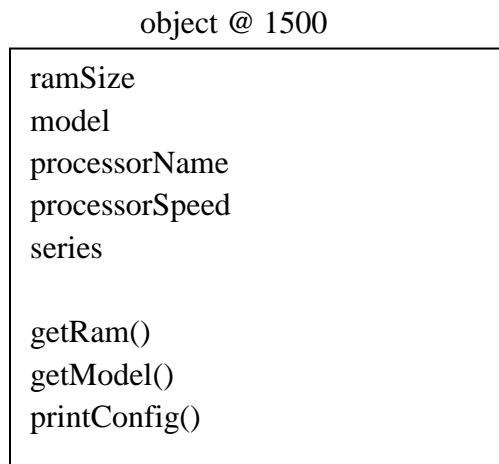 object @ 1500
ramSize
model
processorName
processorSpeed
series
getRam()
getModel()
printConfig()